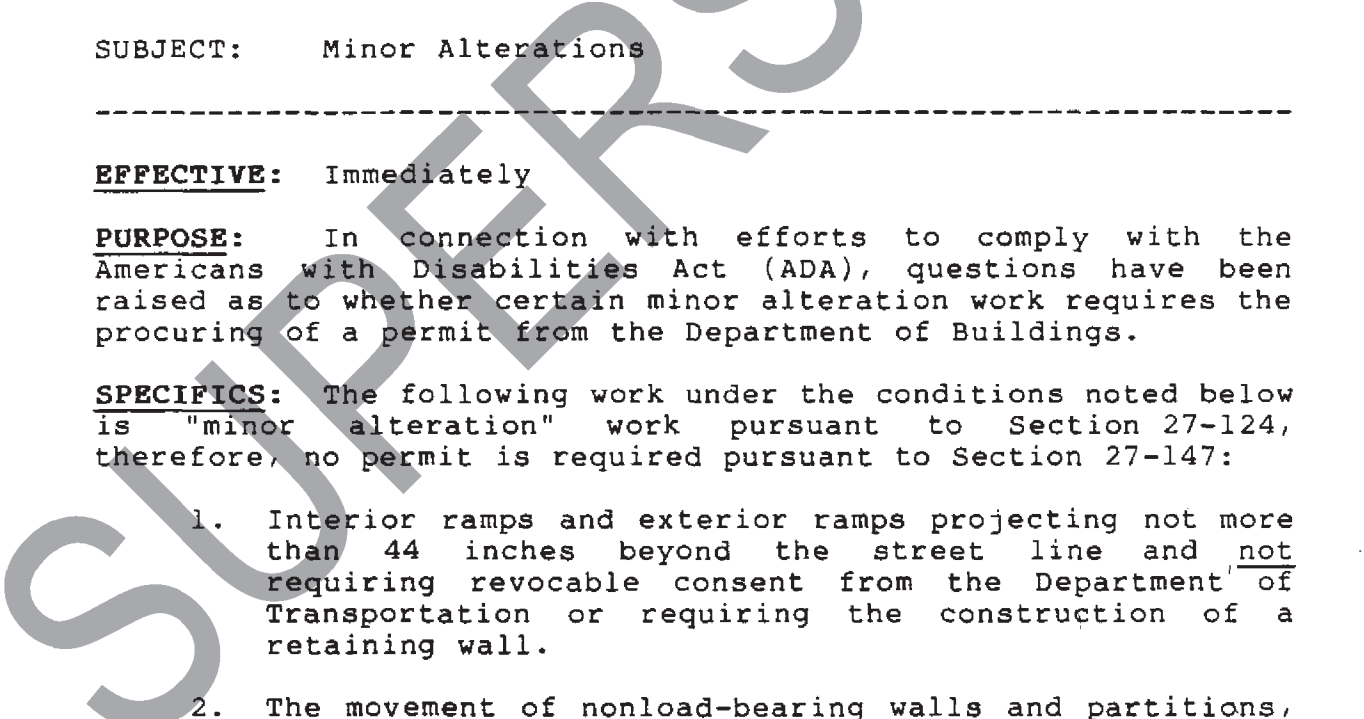 SUBJECT: Minor Alterations
EFFECTIVE: Immediately
PURPOSE: In connection with efforts to comply with the
Americans with Disabilities Act (ADA), questions have been
raised as to whether certain minor alteration work requires the
procuring of a permit from the Department of Buildings.
SPECIFICS: The following work under the conditions noted below
is "minor alteration" work pursuant to Section 27-124,
therefore, no permit is required pursuant to Section 27-147:
1. Interior ramps and exterior ramps projecting not more
than 44 inches beyond the street line and not
requiring revocable consent from the Department of
Transportation or requiring the construction of a
retaining wall.
2. The movement of nonload-bearing walls and partitions,
SUPERS